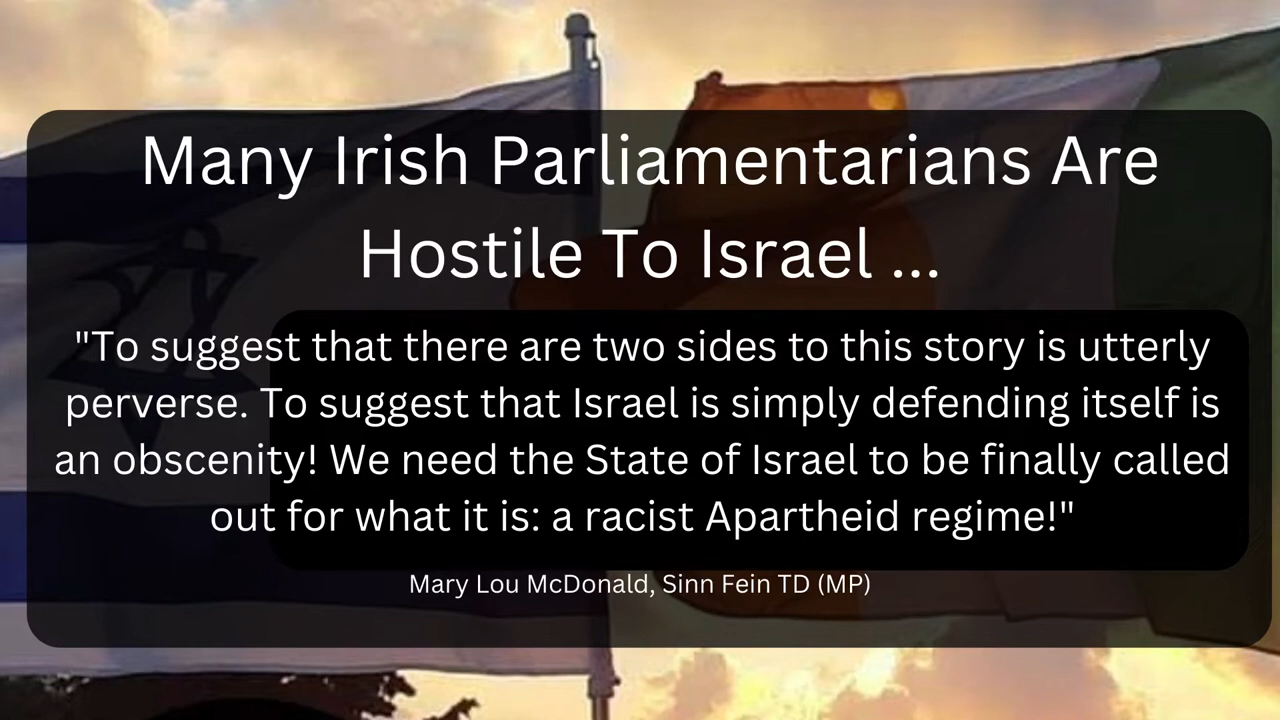 Many Irish Parliamentarians Are
Hostile To Israel ...
"To suggest that there are two sides to this story is utterly
perverse. To suggest that Israel is simply defending itself is
an obscenity! We need the State of Israel to be finally called
out for what it is: a racist Apartheid regime!"
Mary Lou McDonald, Sinn Fein TD (MP)